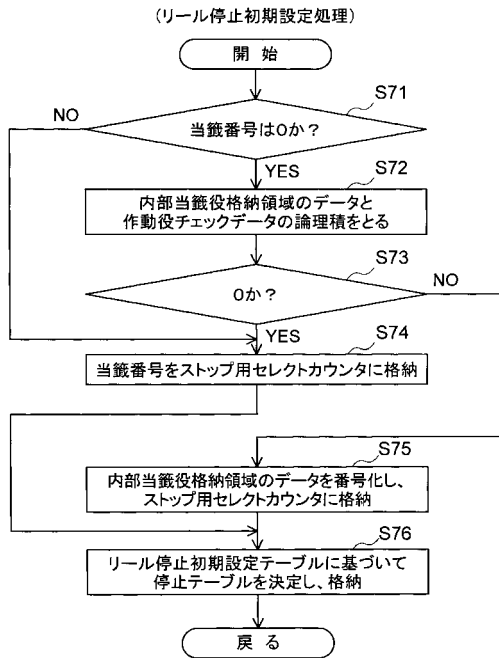 (リール停止初期設定処理)
開 始
S71
NO
当籤番号は0か?
YES
S72
内部当籤役格納領域のデータと
作動役チェックデータの論理積をとる
S73
NO
0か?
YES
S74
当籤番号をストップ用セレクトカウンタに格納
S75
内部当籤役格納領域のデータを番号化し、
ストップ用セレクトカウンタに格納
S76
リール停止初期設定テーブルに基づいて
停止テーブルを決定し、格納
戻 る